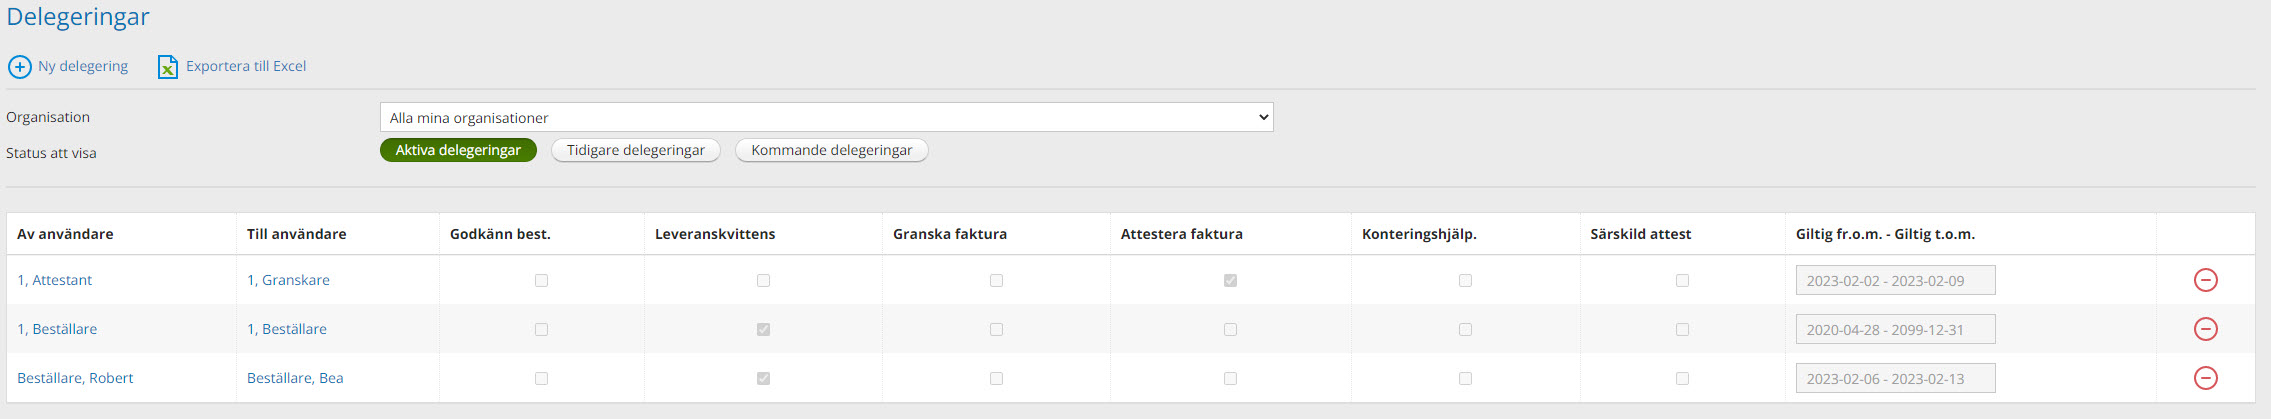 Delegeringar
Ny delegering Exportera till Excel
Organisation Alla mina organisationer
Status att visa Aktiva delegeringar Tidigare delegeringar Kommande delegeringar
Av användare Till användare Godkänn best. Leveranskvittens Granska faktura Attestera faktura Konteringshjälp. Särskild attest Giltig fr.o.m. - Giltig t.o.m.
1, Attestant 1, Granskare 2023-02-02 - 2023-02-09
1, Beställare 1, Beställare 2020-04-28 - 2099-12-31
Beställare, Robert Beställare, Bea 2023-02-06 - 2023-02-13